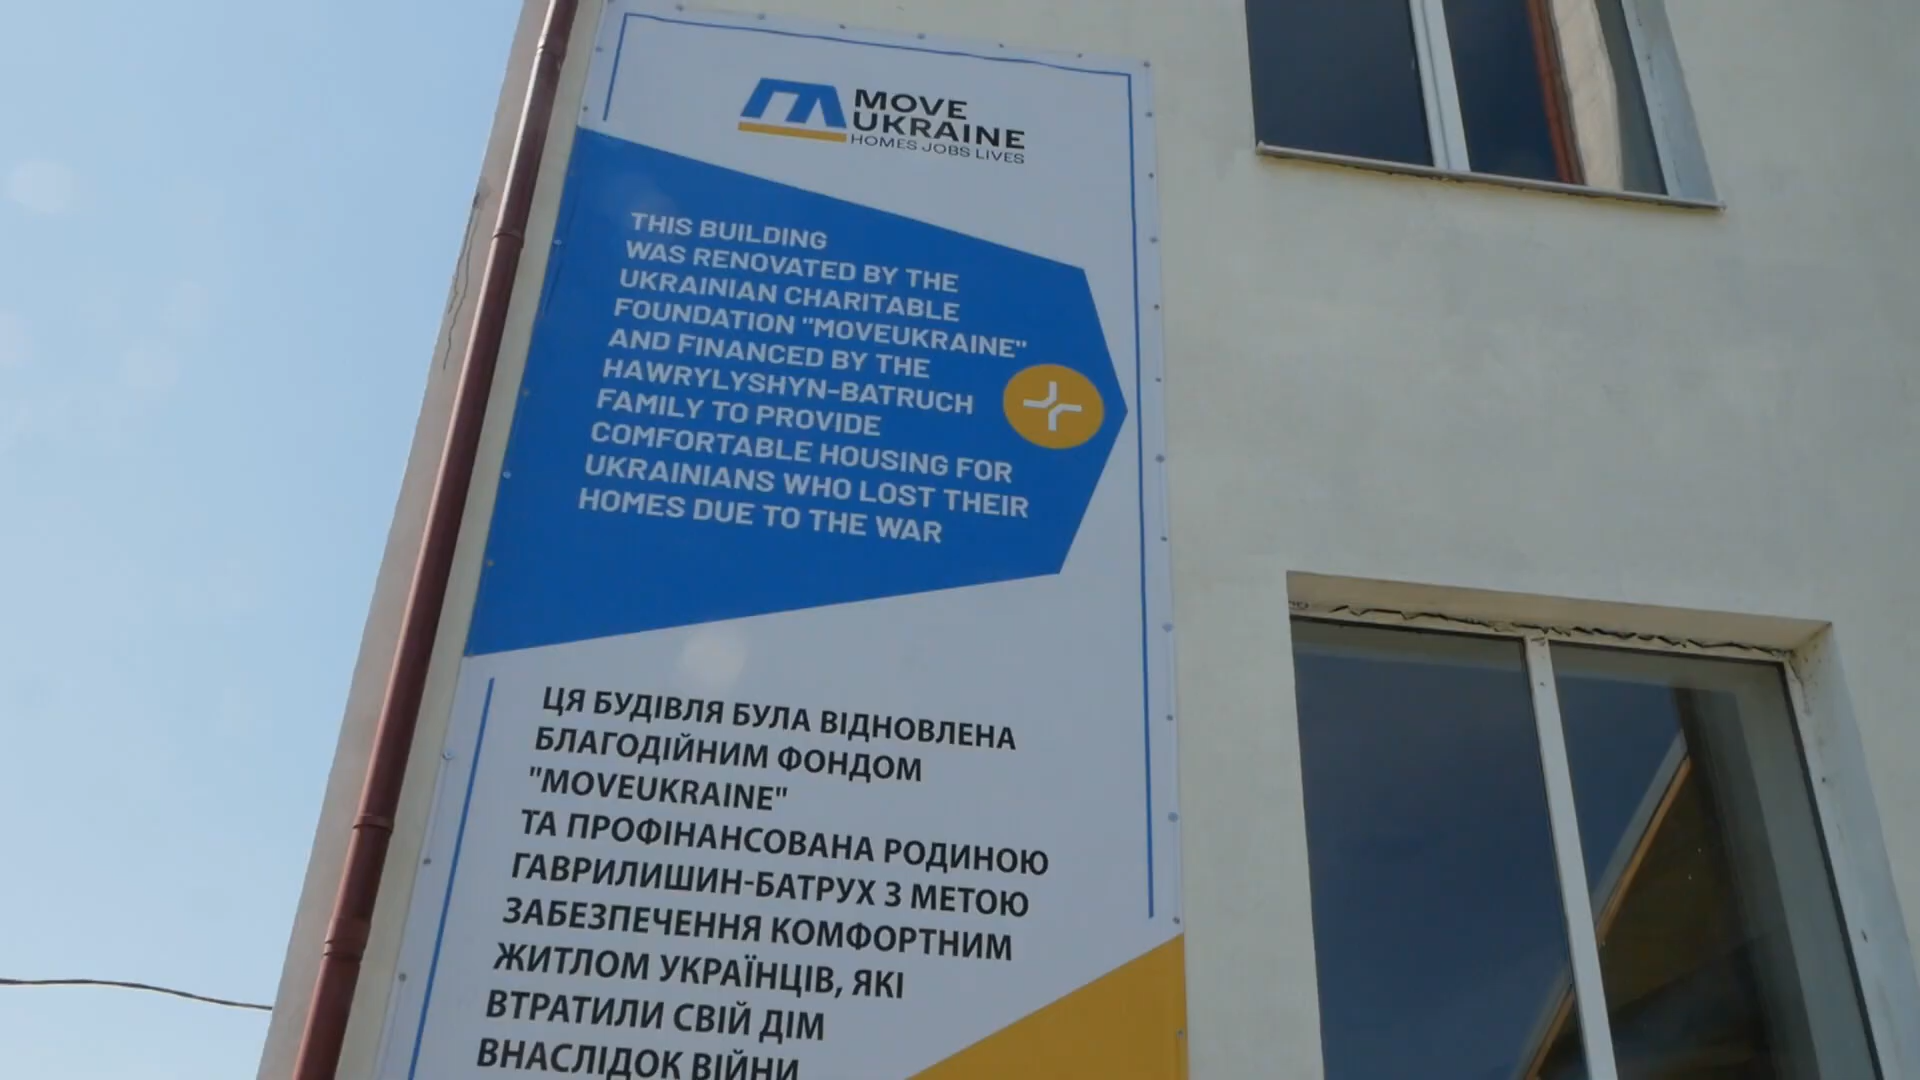 MOVE
UKRAINE
HOMES JOBS LIVES
THIS BUILDING
WAS RENOVATED BY THE
UKRAINIAN CHARITABLE
FOUNDATION "MOVEUKRAINE"
AND FINANCED BY THE
HAWRYLYSHYN-BATRUCH
FAMILY TO PROVIDE
COMFORTABLE HOUSING FOR
UKRAINIANS WHO LOST THEIR
HOMES DUE TO THE WAR
ЦЯ БУДІВЛЯ БУЛА ВІДНОВЛЕНА
БЛАГОДІЙНИМ ФОНДОМ
"MOVEUKRAINE"
ТА ПРОФІНАНСОВАНА РОДИНОЮ
ГАВРИЛИШИН-БАТРУХ З МЕТОЮ
ЗАБЕЗПЕЧЕННЯ КОМФОРТНИМ
ЖИТЛОМ УКРАЇНЦІВ, ЯКІ
ВТРАТИЛИ СВІЙ ДІМ
ВНАСЛІДОК ВІЙНИ